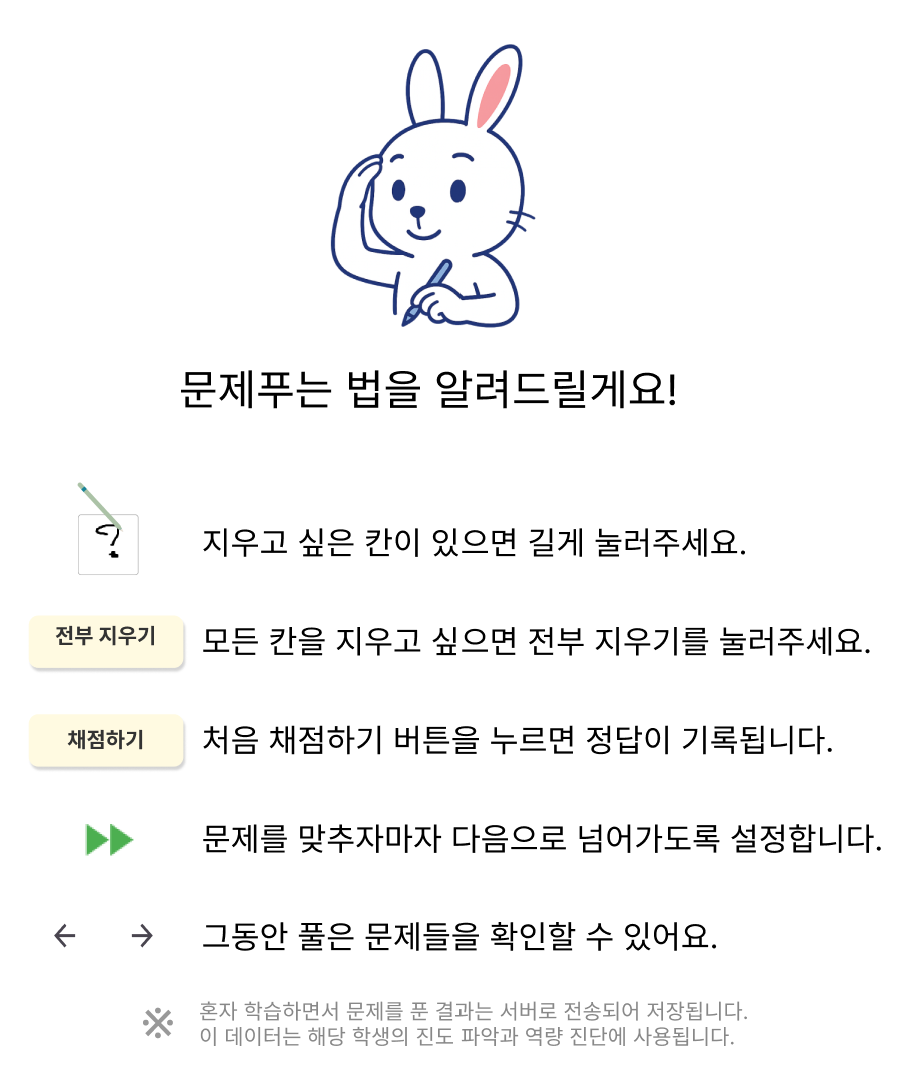 문제푸는 법을 알려드릴게요!
?
지우고 싶은 칸이 있으면 길게 눌러주세요.
전부 지우기
모든 칸을 지우고 싶으면 전부 지우기를 눌러주세요.
채점하기
처음 채점하기 버튼을 누르면 정답이 기록됩니다.
문제를 맞추자마자 다음으로 넘어가도록 설정합니다.
← →
그동안 풀은 문제들을 확인할 수 있어요.
※
혼자 학습하면서 문제를 푼 결과는 서버로 전송되어 저장됩니다.
이 데이터는 해당 학생의 진도 파악과 역량 진단에 사용됩니다.